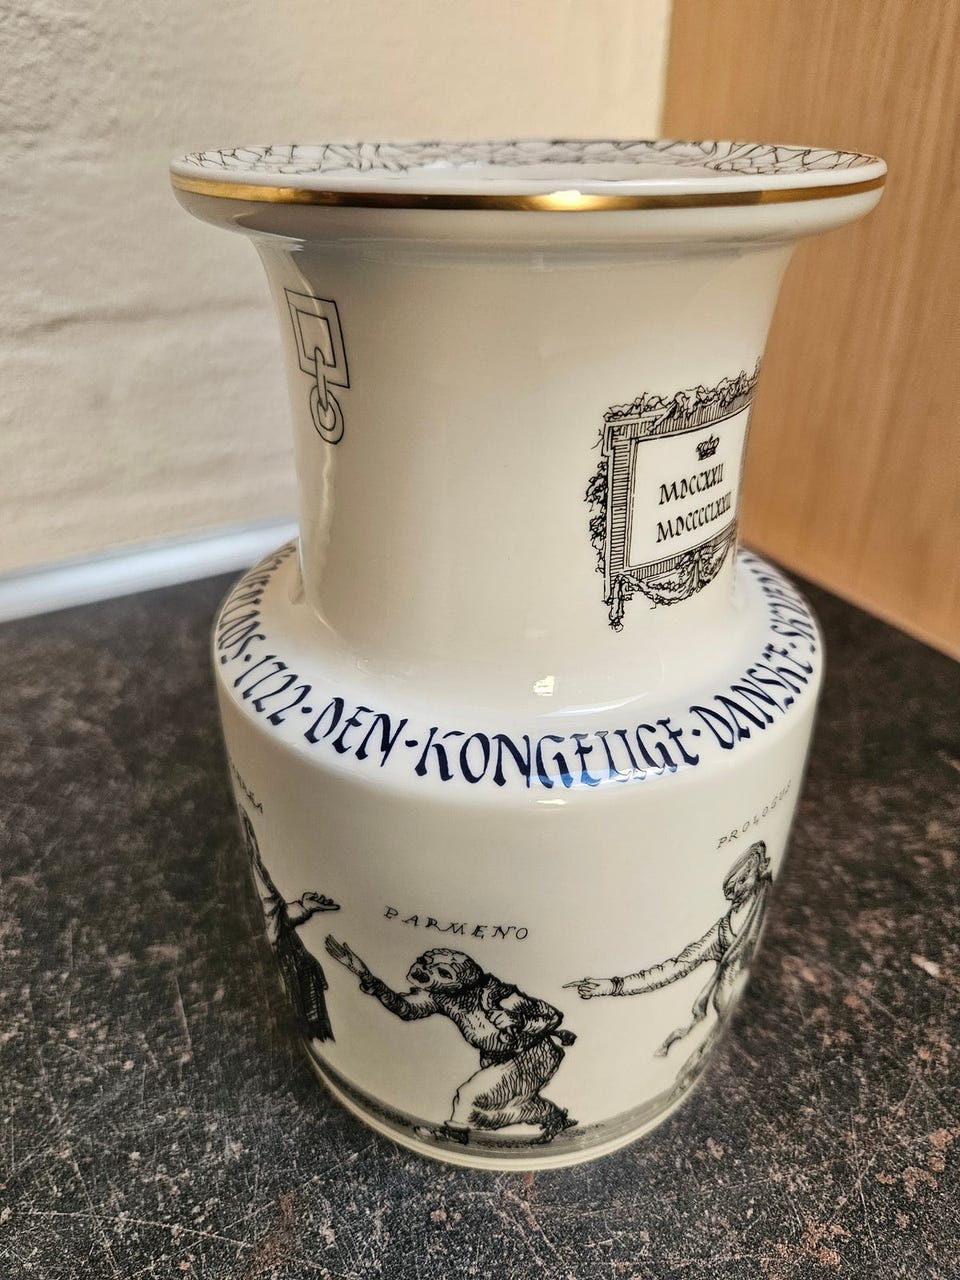 MDCCXXII
MDCCCCLXXII
1722·DEN·KONGELIGE·DANSKE
PARMENO
PROLOGUS